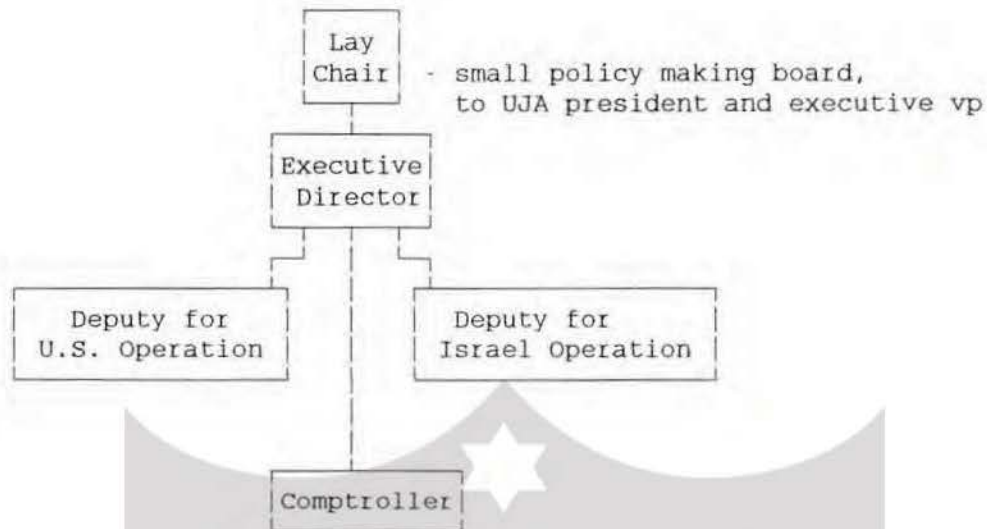 Lay
Chair - small policy making board,
to UJA president and executive vp
Executive
Director
Deputy for
U.S. Operation
Deputy for
Israel Operation
Comptroller